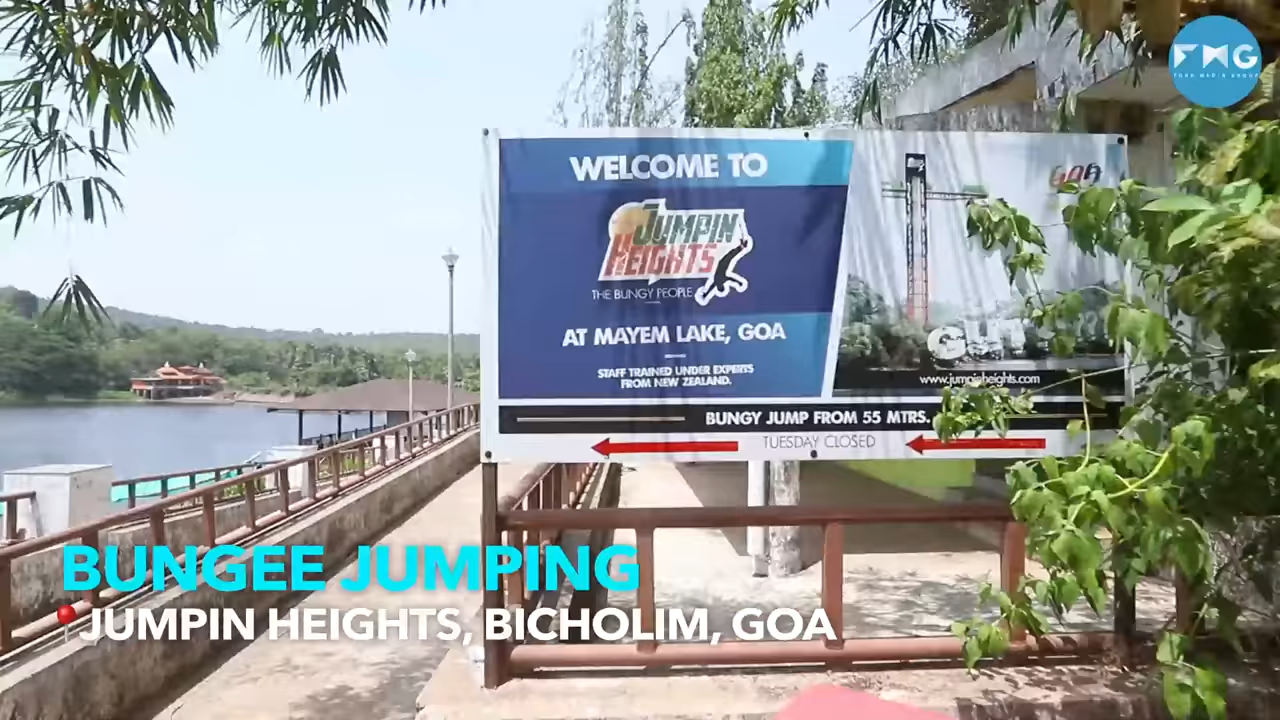 FMG
WELCOME TO
JUMPIN
HEIGHTS
THE BUNGY PEOPLE
AT MAYEM LAKE, GOA
STAFF TRAINED UNDER EXPERTS
FROM NEW ZEALAND.
GOA
www.jumpinheights.com
BUNGY JUMP FROM 55 MTRS.
TUESDAY CLOSED
BUNGEE JUMPING
JUMPIN HEIGHTS, BICHOLIM, GOA